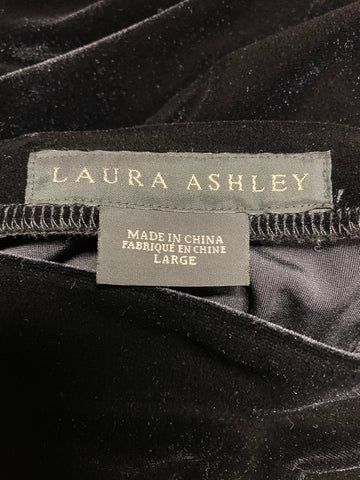 LAURA ASHLEY
MADE IN CHINA
FABRIQUÉ EN CHINE
LARGE